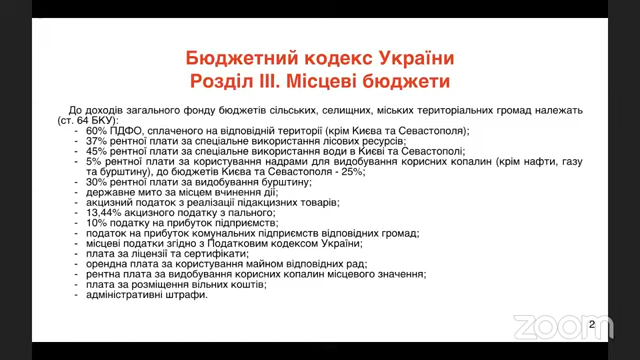 Бюджетний кодекс України
Розділ III. Місцеві бюджети
До доходів загального фонду бюджетів сільських, селищних, міських територіальних громад належать
(ст. 64 БКУ):
- 60% ПДФО, сплаченого на відповідній території (крім Києва та Севастополя);
- 37% рентної плати за спеціальне використання лісових ресурсів;
- 45% рентної плати за спеціальне використання води в Києві та Севастополі;
- 5% рентної плати за користування надрами для видобування корисних копалин (крім нафти, газу
та бурштину), до бюджетів Києва та Севастополя - 25%;
- 30% рентної плати за видобування бурштину;
- державне мито за місцем вчинення дії;
- акцизний податок з реалізації підакцизних товарів;
- 13,44% акцизного податку з пального;
- 10% податку на прибуток підприємств;
- податок на прибуток комунальних підприємств відповідних громад;
- місцеві податки згідно з Податковим кодексом України;
- плата за ліцензії та сертифікати;
- орендна плата за користування майном відповідних рад;
- рентна плата за видобування корисних копалин місцевого значення;
- плата за розміщення вільних коштів;
- адміністративні штрафи.
2
zoom